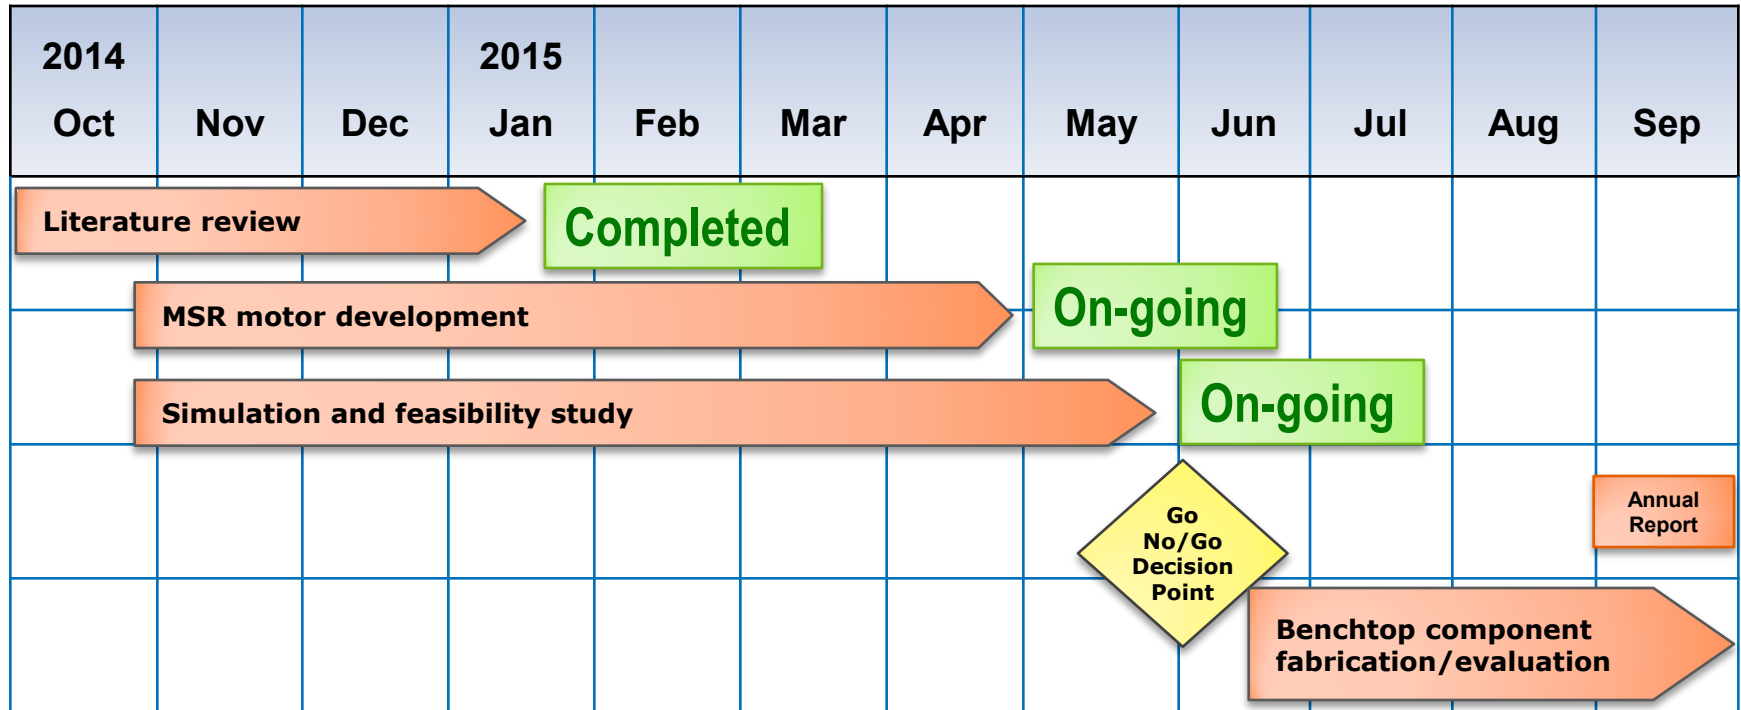 2014
2015
Oct
Nov
Dec
Jan
Feb
Mar
Apr
May
Jun
Jul
Aug
Sep
Literature review
Completed
MSR motor development
On-going
Simulation and feasibility study
On-going
Go
No/Go
Decision
Point
Annual
Report
Benchtop component
fabrication/evaluation